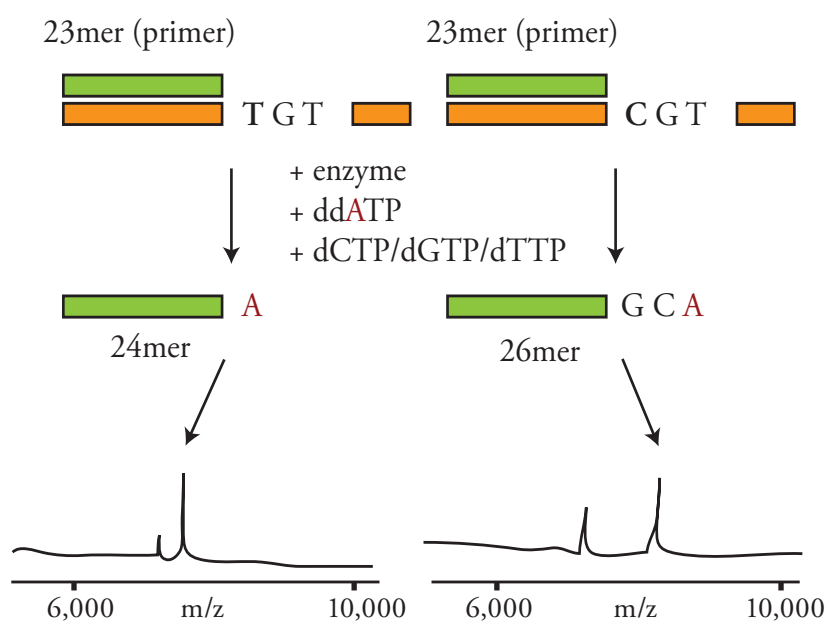 23mer (primer) 23mer (primer)
T G T C G T
+ enzyme
+ ddATP
+ dCTP/dGTP/dTTP
A G C A
24mer 26mer
6,000 m/z 10,000 6,000 m/z 10,000